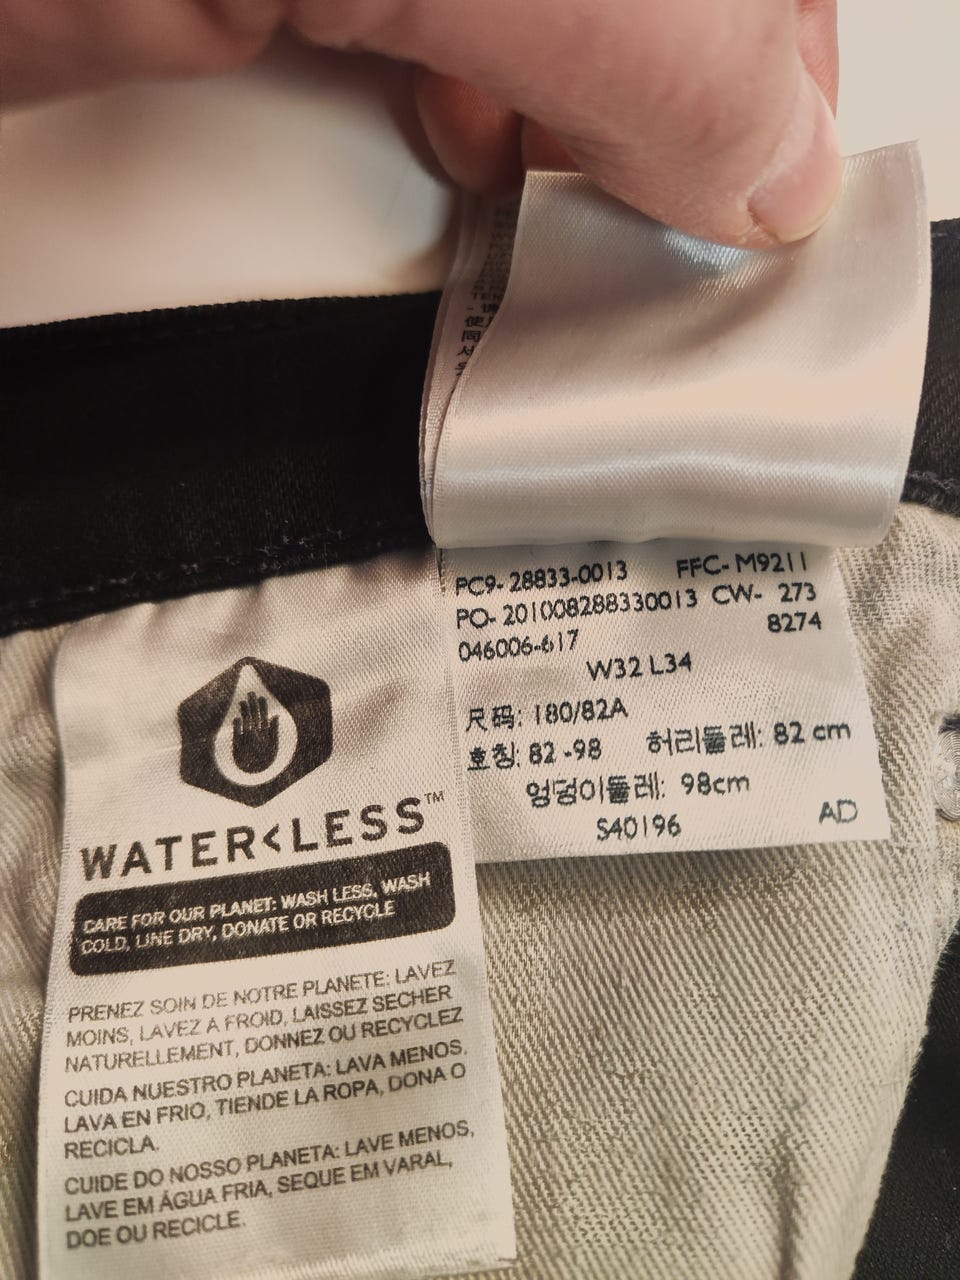 WATER<LESS™
CARE FOR OUR PLANET: WASH LESS, WASH
COLD, LINE DRY, DONATE OR RECYCLE
PRENEZ SOIN DE NOTRE PLANETE: LAVEZ
MOINS, LAVEZ A FROID, LAISSEZ SECHER
NATURELLEMENT, DONNEZ OU RECYCLEZ
CUIDA NUESTRO PLANETA: LAVA MENOS,
LAVA EN FRIO, TIENDE LA ROPA, DONA O
RECICLA.
CUIDE DO NOSSO PLANETA: LAVE MENOS,
LAVE EM ÁGUA FRIA, SEQUE EM VARAL,
DOE OU RECICLE.
PC9- 28833-0013 FFC- M9211
PO- 201008288330013 CW- 273
046006-617 8274
W32 L34
尺码: 180/82A
호칭: 82 -98 허리둘레: 82 cm
엉덩이둘레: 98cm
S40196 AD